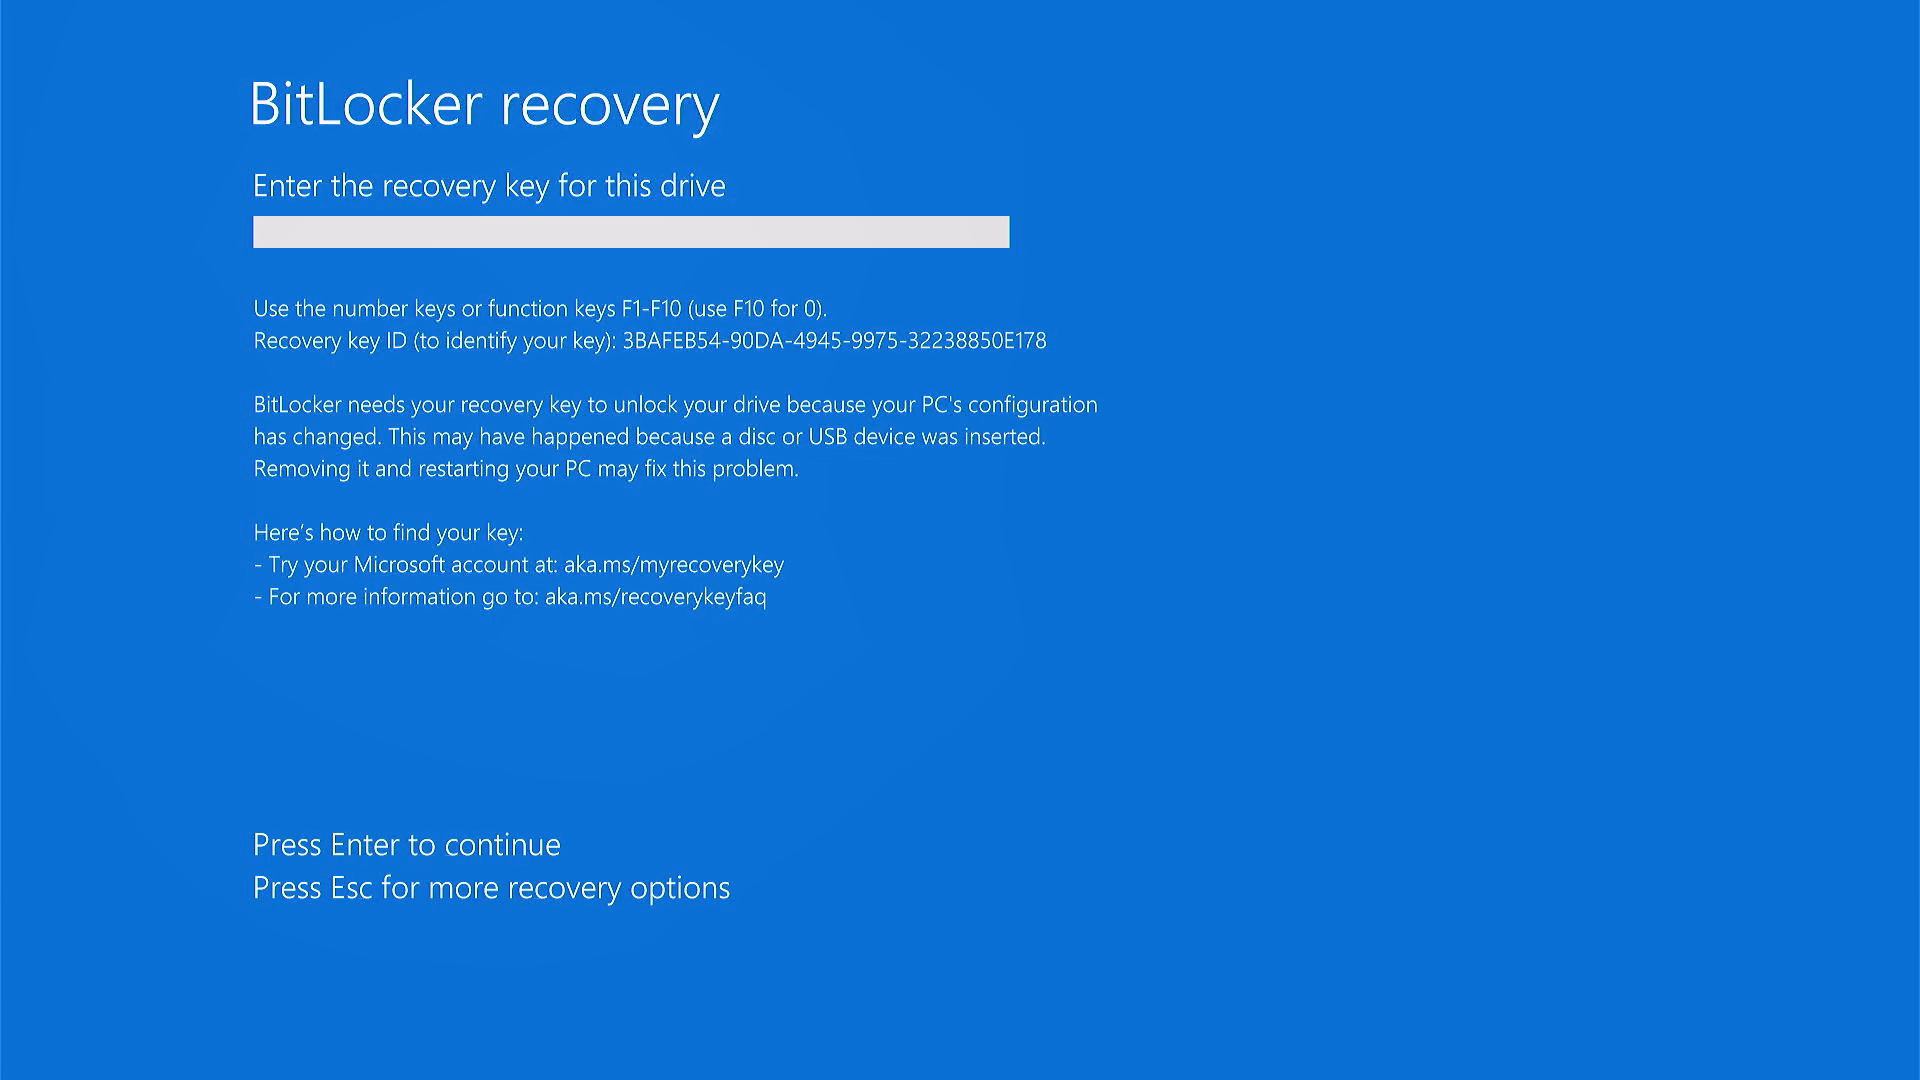 BitLocker recovery
Enter the recovery key for this drive
Use the number keys or function keys F1-F10 (use F10 for 0).
Recovery key ID (to identify your key): 3BAFEB54-90DA-4945-9975-32238850E178
BitLocker needs your recovery key to unlock your drive because your PC's configuration
has changed. This may have happened because a disc or USB device was inserted.
Removing it and restarting your PC may fix this problem.
Here’s how to find your key:
- Try your Microsoft account at: aka.ms/myrecoverykey
- For more information go to: aka.ms/recoverykeyfaq
Press Enter to continue
Press Esc for more recovery options